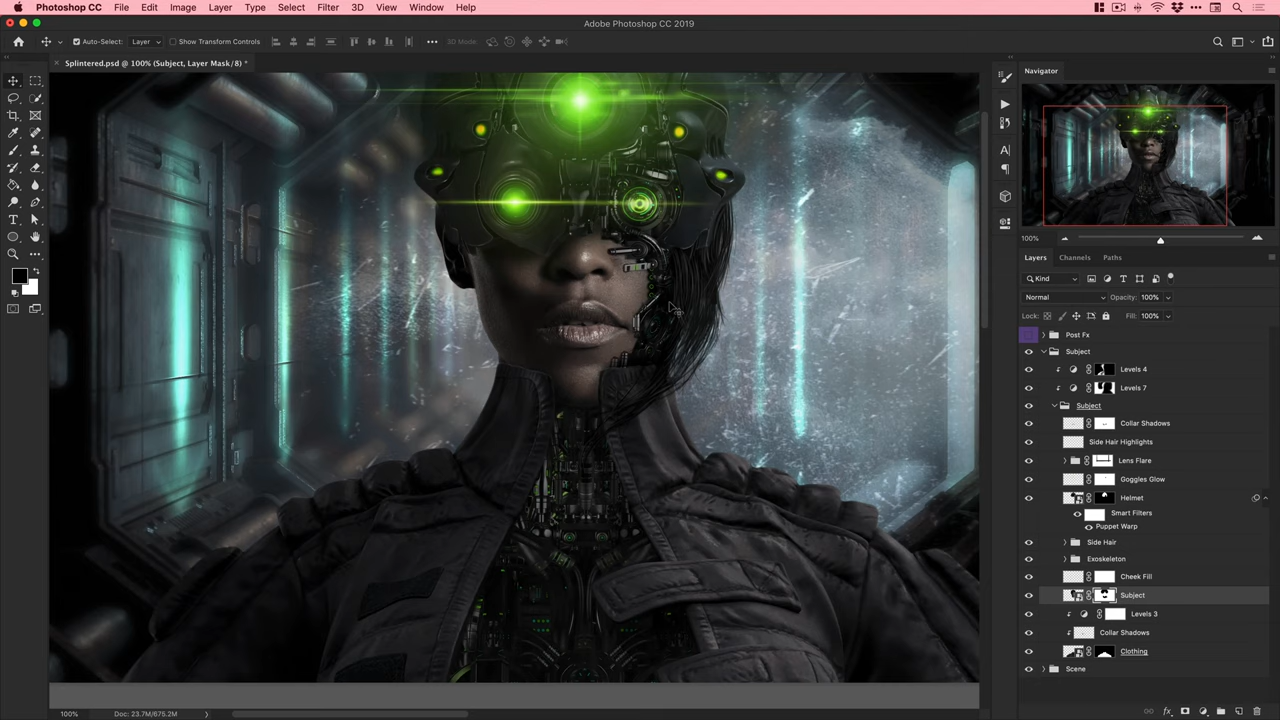 Photoshop CC File Edit Image Layer Type Select Filter 3D View Window Help
Adobe Photoshop CC 2019
Auto-Select: Layer Show Transform Controls 3D Mode:
Splintered.psd @ 100% (Subject, Layer Mask/8) *
Navigator
100%
Layers Channels Paths
Kind
Normal Opacity: 100%
Lock: Fill: 100%
Post Fx
Subject
Levels 4
Levels 7
Subject
Collar Shadows
Side Hair Highlights
Lens Flare
Goggles Glow
Helmet
Smart Filters
Puppet Warp
Side Hair
Exoskeleton
Cheek Fill
Subject
Levels 3
Collar Shadows
Clothing
Scene
100% Doc: 23.7M/675.2M